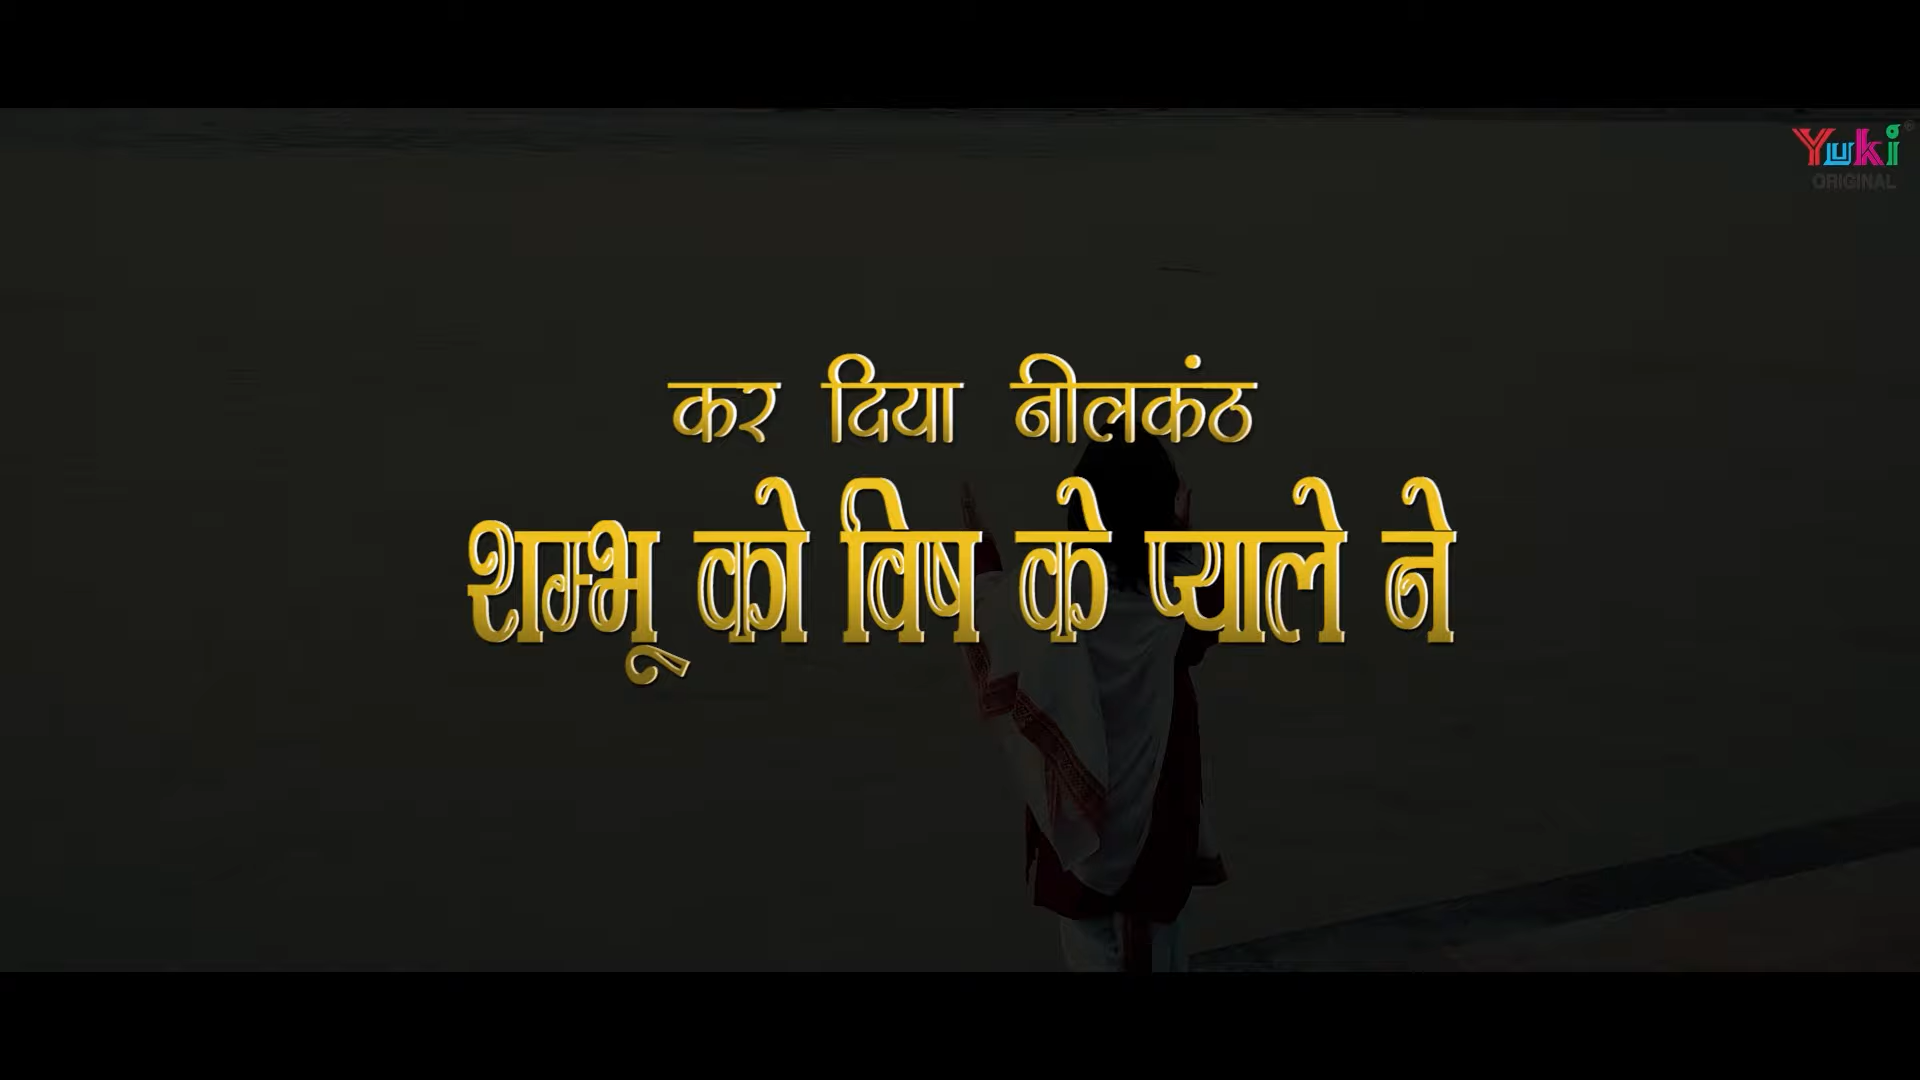 Yuki
ORIGINAL
कर दिया नीलकंठ
शम्भू को विष के प्याले ने